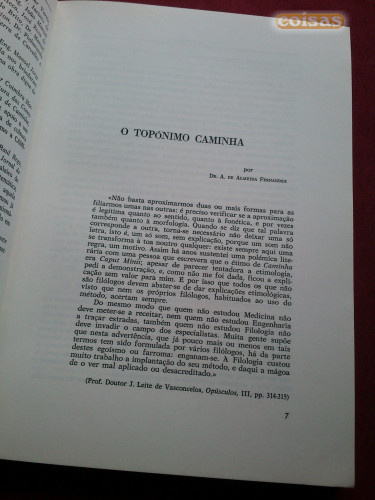 coisas
O TOPÓNIMO CAMINHA
por
DR. A. DE ALMEIDA FERNANDES
«Não basta aproximarmos duas ou mais formas para as
filiarmos umas nas outras: é preciso verificar se a aproximação
é legítima quanto ao sentido, quanto à fonética, e por vezes
também quanto à morfologia. Quando se diz que tal palavra
corresponde a outra, torna-se necessário não deixar uma só
letra, isto é, um só som, sem explicação, porque um som não
se transforma à toa noutro qualquer: existe sempre aqui uma
regra, um motivo. Assim há anos sustentei uma polémica lite-
rária com uma pessoa que escrevera que o étimo de Caminha
era Caput Minii; apesar de parecer tentadora a etimologia,
pedi a demonstração, e, como não me foi dada, ficou a expli-
cação sem valor para mim. E por isso que todos os que não
são filólogos devem abster-se de dar explicações etimológicas,
visto que nem os próprios filólogos, habituados ao uso do
método, acertam sempre.
Do mesmo modo que quem não estudou Medicina não
deve meter-se a receitar, nem quem não estudou Engenharia
a traçar estradas, também quem não estudou Filologia não
deve invadir o campo dos especialistas. Muita gente supõe
que nesta advertência, que já pouco mais ou menos em tais
termos tem sido formulada por vários filólogos, há da parte
destes egoísmo ou farroma: enganam-se. A Filologia custou
muito trabalho a implantação do seu método, e daqui a mágoa
de o ver mal aplicado ou desacreditado.»
(Prof. Doutor J. Leite de Vasconcelos, Opúsculos, III, pp. 314-315)
7